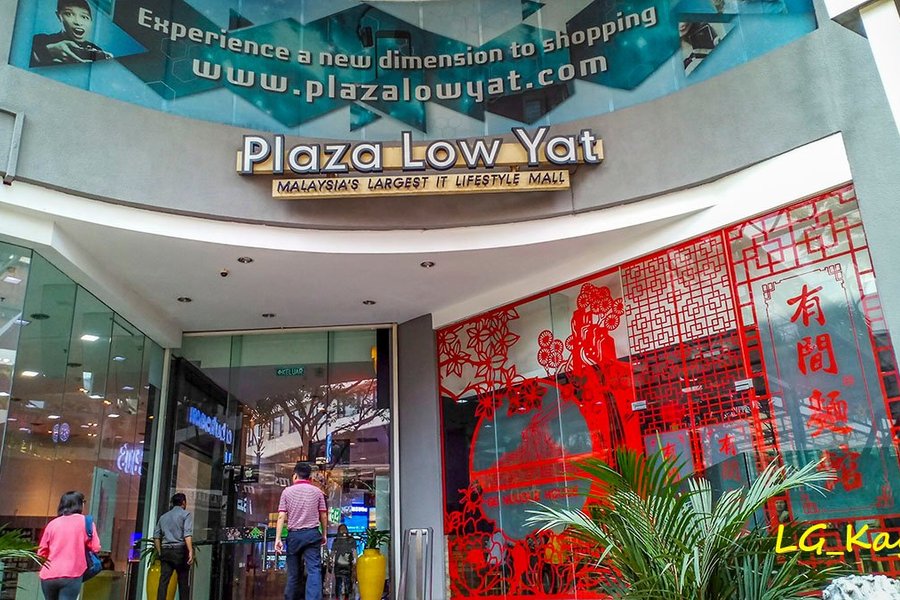 Experience a new dimension to shopping
www.plazalowyat.com
Plaza Low Yat
MALAYSIA'S LARGEST IT LIFESTYLE MALL
KELUAR
有間麵館
LG_Ka